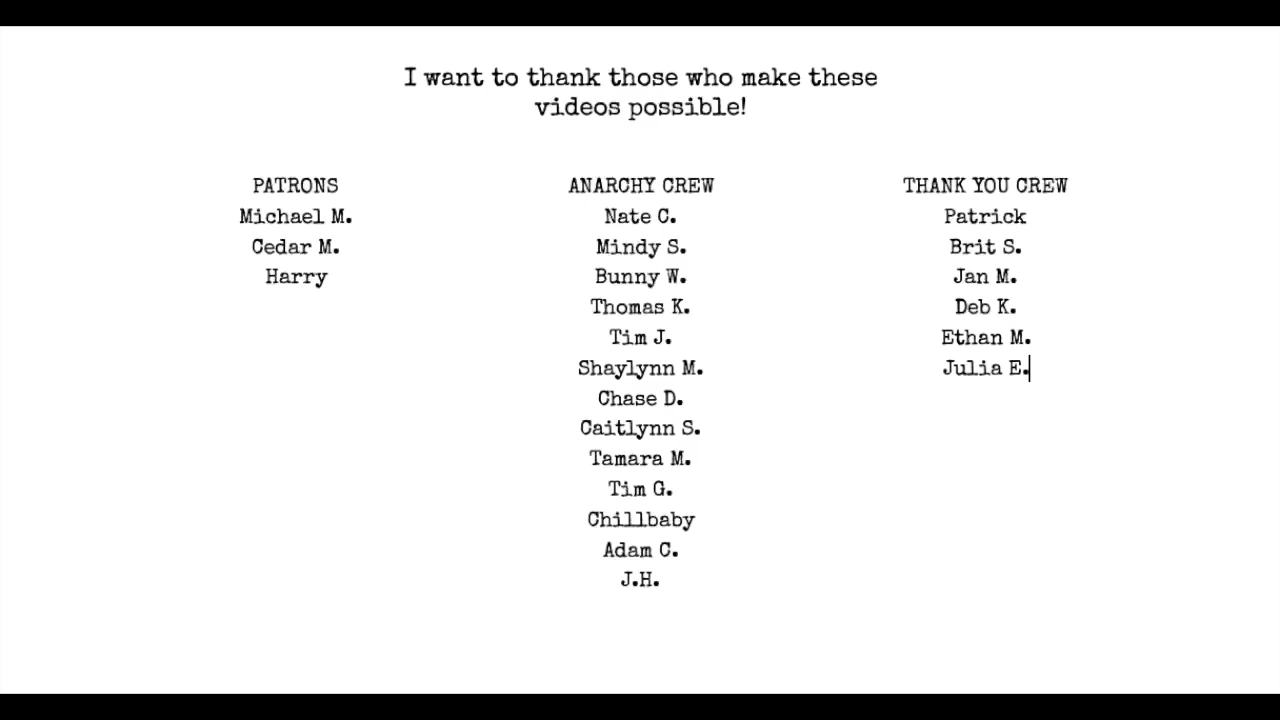 I want to thank those who make these
videos possible!
PATRONS
Michael M.
Cedar M.
Harry
ANARCHY CREW
Nate C.
Mindy S.
Bunny W.
Thomas K.
Tim J.
Shaylynn M.
Chase D.
Caitlynn S.
Tamara M.
Tim G.
Chillbaby
Adam C.
J.H.
THANK YOU CREW
Patrick
Brit S.
Jan M.
Deb K.
Ethan M.
Julia E.